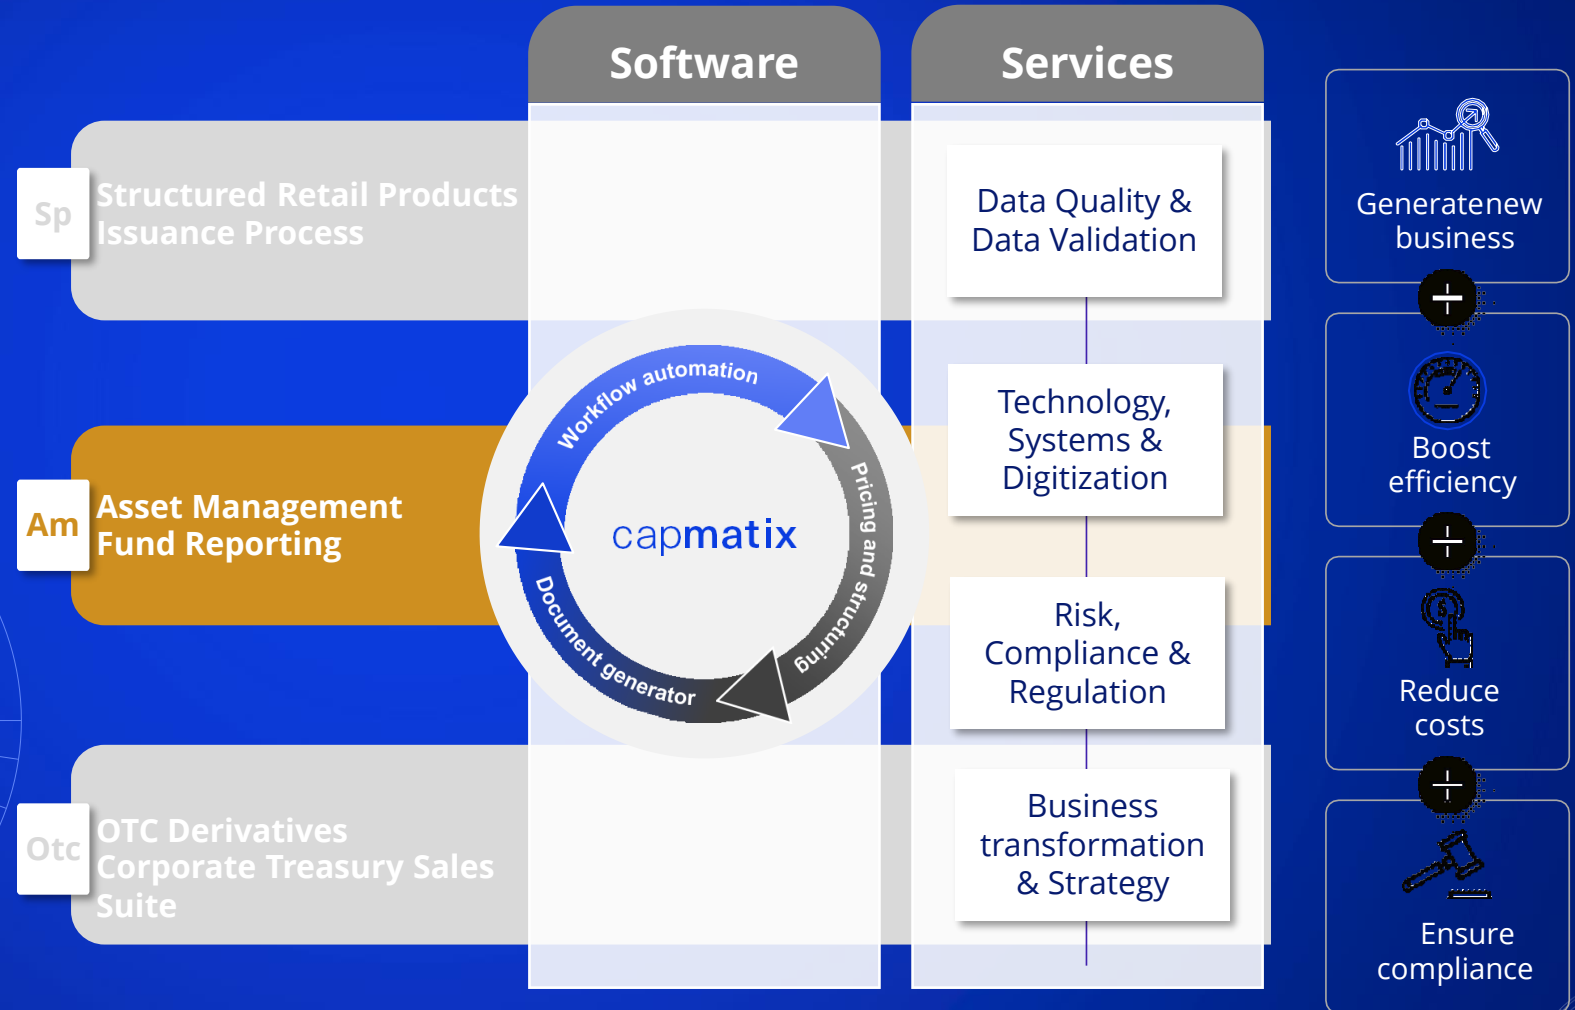 Software
Services
Sp
Structured Retail Products
Issuance Process
Am
Asset Management
Fund Reporting
Otc
OTC Derivatives
Corporate Treasury Sales
Suite
Workflow automation
Pricing and structuring
Document generator
capmatix
Data Quality &
Data Validation
Technology,
Systems &
Digitization
Risk,
Compliance &
Regulation
Business
transformation
& Strategy
Generatenew
business
Boost
efficiency
$
Reduce
costs
Ensure
compliance